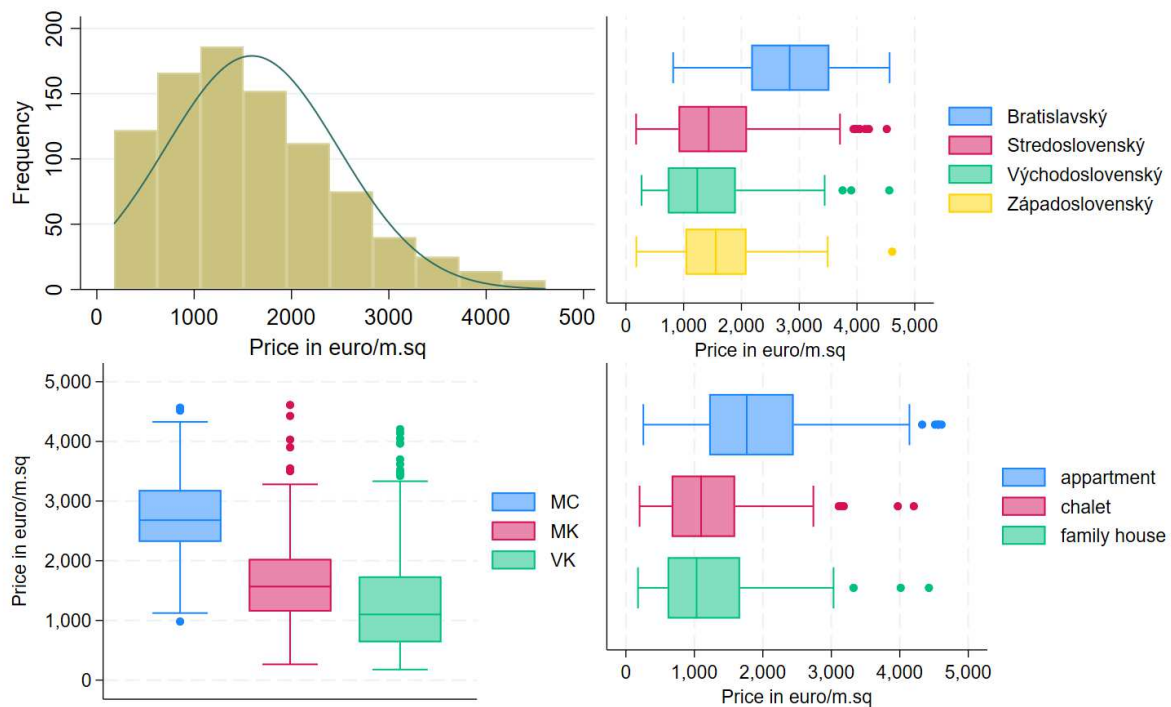 200
150
100
50
0
Frequency
0 1000 2000 3000 4000 500
Price in euro/m.sq
Bratislavský
Stredoslovenský
Východoslovenský
Západoslovenský
0 1,000 2,000 3,000 4,000 5,000
Price in euro/m.sq
5,000
4,000
3,000
2,000
1,000
0
Price in euro/m.sq
MC
MK
VK
appartment
chalet
family house
0 1,000 2,000 3,000 4,000 5,000
Price in euro/m.sq